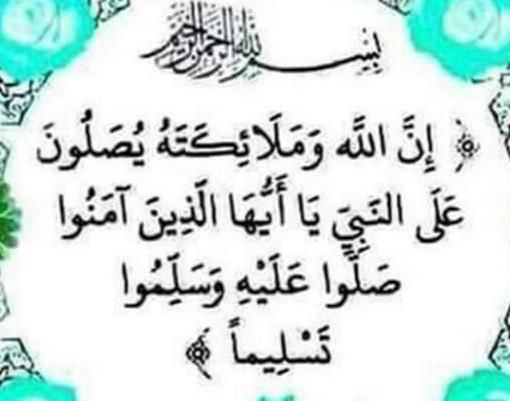 بسم الله الرحمن الرحيم
﴿ إِنَّ اللَّه وَمَلَائِكَتَهُ يُصَلُّونَ
عَلَى النَبِيِّ يَا أَيُّهَا الَّذِينَ آمَنُوا
صَلُّوا عَلَيْهِ وَسَلِّمُوا
تَسْلِيماً ﴾